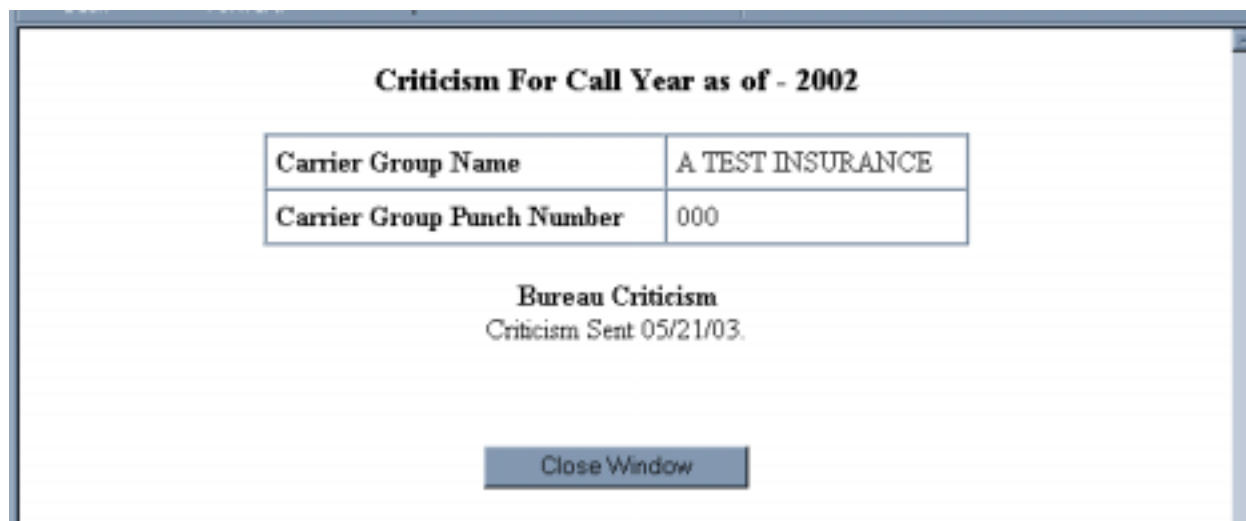 Criticism For Call Year as of - 2002
Carrier Group Name A TEST INSURANCE
Carrier Group Punch Number 000
Bureau Criticism
Criticism Sent 05/21/03.
Close Window